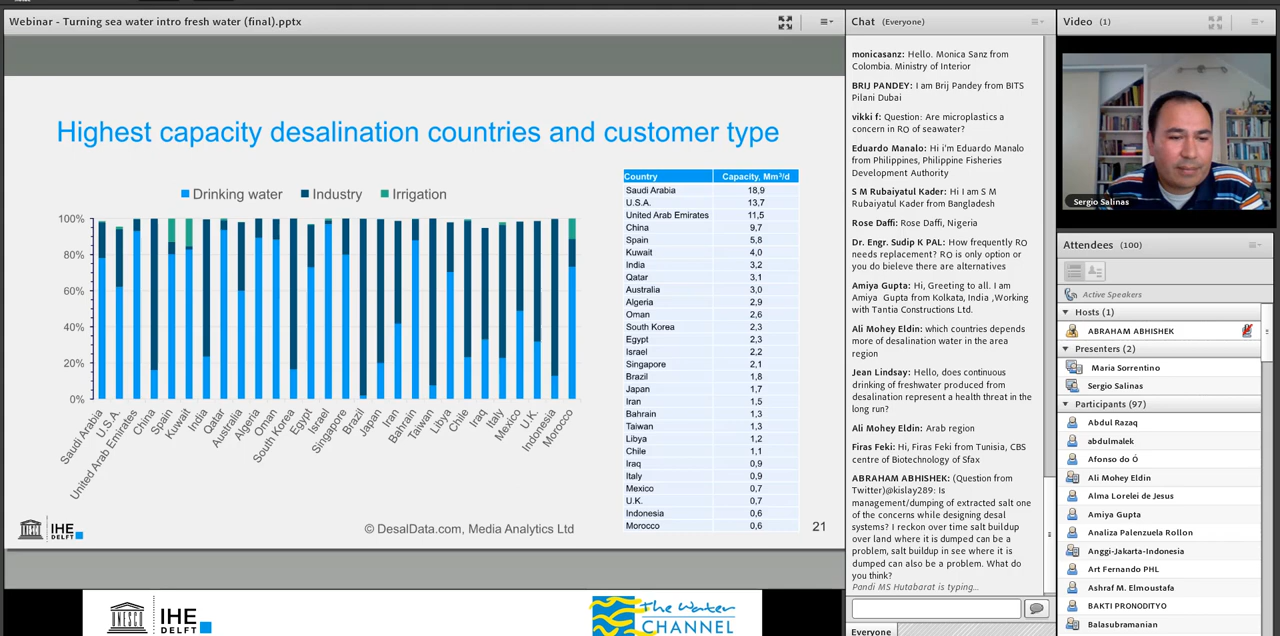 Webinar - Turning sea water intro fresh water (final).pptx
Highest capacity desalination countries and customer type
Drinking water
Industry
Irrigation
100%
80%
60%
40%
20%
0%
Saudi Arabia
U.S.A.
United Arab Emirates
China
Spain
Kuwait
India
Qatar
Australia
Algeria
Oman
South Korea
Egypt
Israel
Singapore
Brazil
Japan
Iran
Bahrain
Taiwan
Libya
Chile
Iraq
Italy
Mexico
U.K.
Indonesia
Morocco
Country Capacity, Mm³/d
Saudi Arabia 18,9
U.S.A. 13,7
United Arab Emirates 11,5
China 9,7
Spain 5,8
Kuwait 4,0
India 3,2
Qatar 3,1
Australia 3,0
Algeria 2,9
Oman 2,6
South Korea 2,3
Egypt 2,3
Israel 2,2
Singapore 2,1
Brazil 1,8
Japan 1,7
Iran 1,5
Bahrain 1,3
Taiwan 1,3
Libya 1,2
Chile 1,1
Iraq 0,9
Italy 0,9
Mexico 0,7
U.K. 0,7
Indonesia 0,6
Morocco 0,6
IHE
DELFT
© DesalData.com, Media Analytics Ltd
21
UNESCO
IHE
DELFT
the Water
CHANNEL
Chat (Everyone)
monicasanz: Hello. Monica Sanz from
Colombia. Ministry of Interior
BRIJ PANDEY: I am Brij Pandey from BITS
Pilani Dubai
vikki f: Question: Are microplastics a
concern in RO of seawater?
Eduardo Manalo: Hi i'm Eduardo Manalo
from Philippines, Philippine Fisheries
Development Authority
S M Rubaiyatul Kader: Hi I am S M
Rubaiyatul Kader from Bangladesh
Rose Daffi: Rose Daffi, Nigeria
Dr. Engr. Sudip K PAL: How frequently RO
needs replacement? RO is only option or
you do bieleve there are alternatives
Amiya Gupta: Hi, Greeting to all. I am
Amiya Gupta from Kolkata, India ,Working
with Tantia Constructions Ltd.
Ali Mohey Eldin: which countries depends
more of desalination water in the area
region
Jean Lindsay: Hello, does continuous
drinking of freshwater produced from
desalination represent a health threat in the
long run?
Ali Mohey Eldin: Arab region
Firas Feki: Hi, Firas Feki from Tunisia, CBS
centre of Biotechnology of Sfax
ABRAHAM ABHISHEK: (Question from
Twitter)@kislay289: Is
management/dumping of extracted salt one
of the concerns while designing desal
systems? I reckon over time salt buildup
over land where it is dumped can be a
problem, salt buildup in see where it is
dumped can also be a problem. What do
you think?
Pandi MS Hutabarat is typing...
Everyone
Video (1)
Sergio Salinas
Attendees (100)
Active Speakers
Hosts (1)
ABRAHAM ABHISHEK
Presenters (2)
Maria Sorrentino
Sergio Salinas
Participants (97)
Abdul Razaq
abdulmalek
Afonso do Ó
Ali Mohey Eldin
Alma Lorelei de Jesus
Amiya Gupta
Analiza Palenzuela Rollon
Anggi-Jakarta-Indonesia
Art Fernando PHL
Ashraf M. Elmoustafa
BAKTI PRONODITYO
Balasubramanian